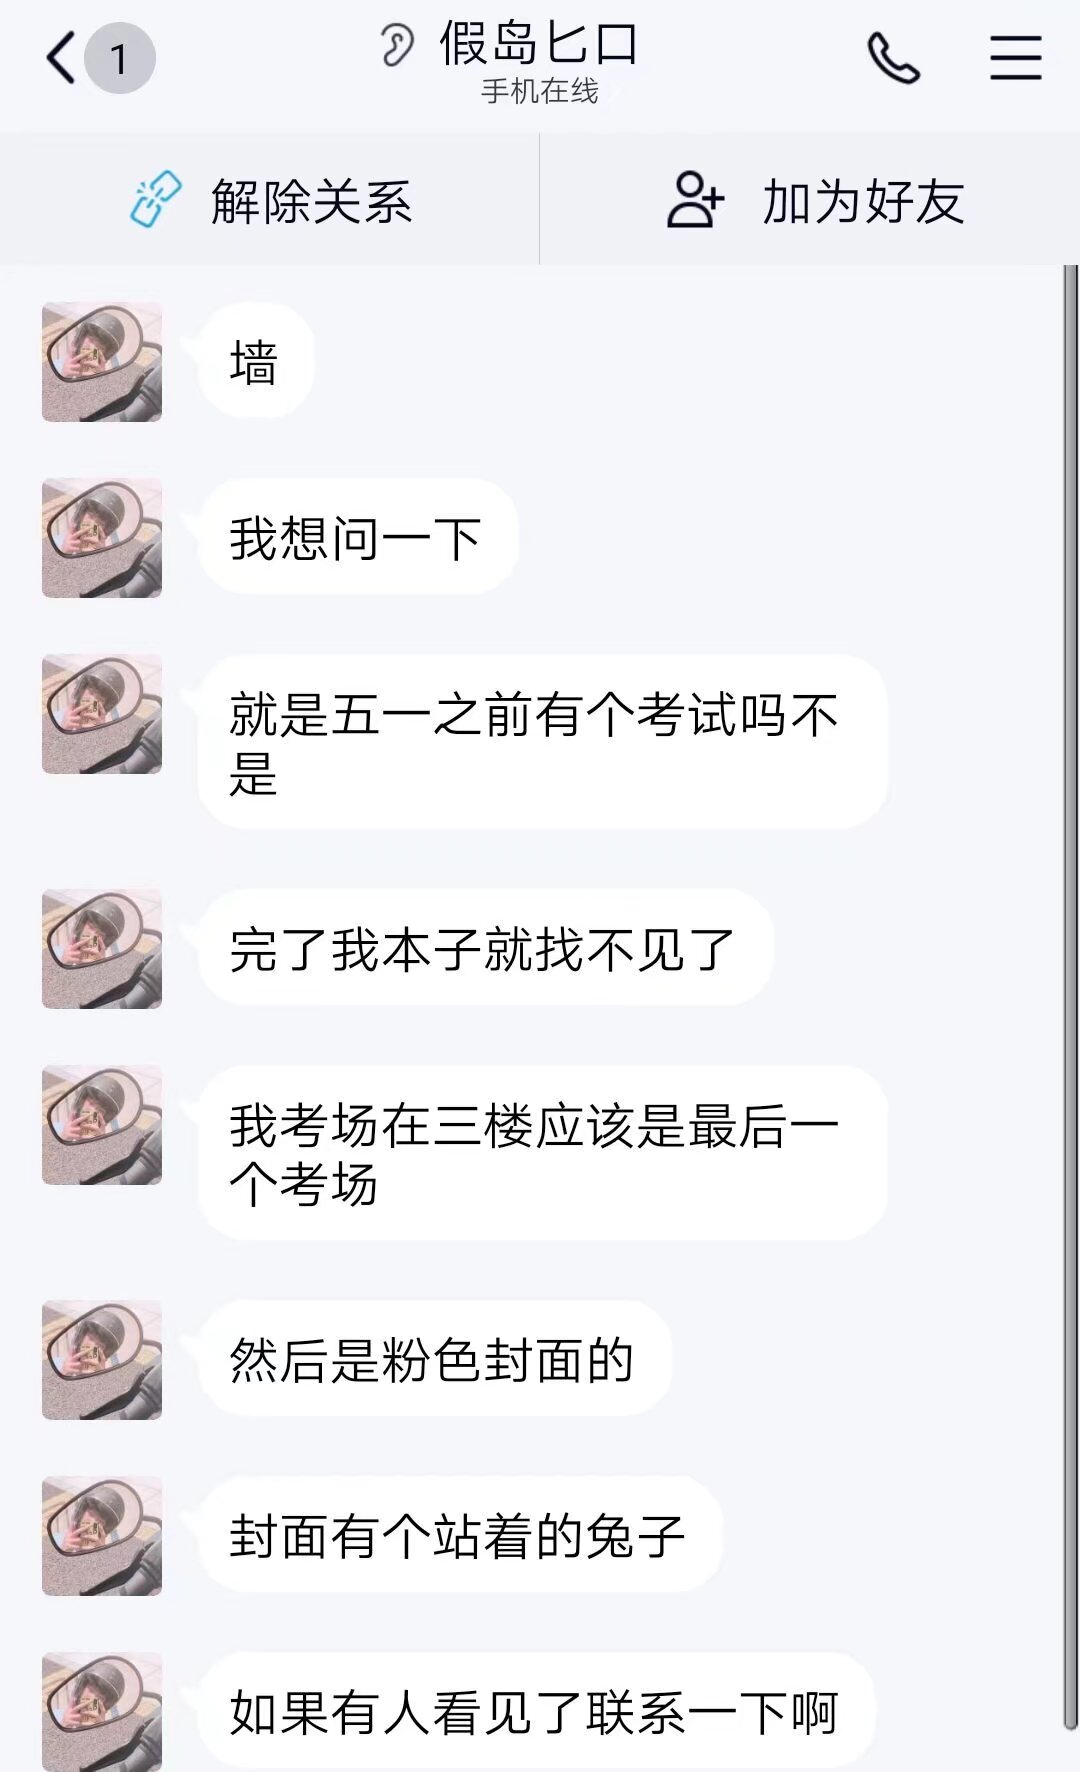 1
假岛匕口
手机在线
解除关系
加为好友
墙
我想问一下
就是五一之前有个考试吗不
是
完了我本子就找不见了
我考场在三楼应该是最后一
个考场
然后是粉色封面的
封面有个站着的兔子
如果有人看见了联系一下啊